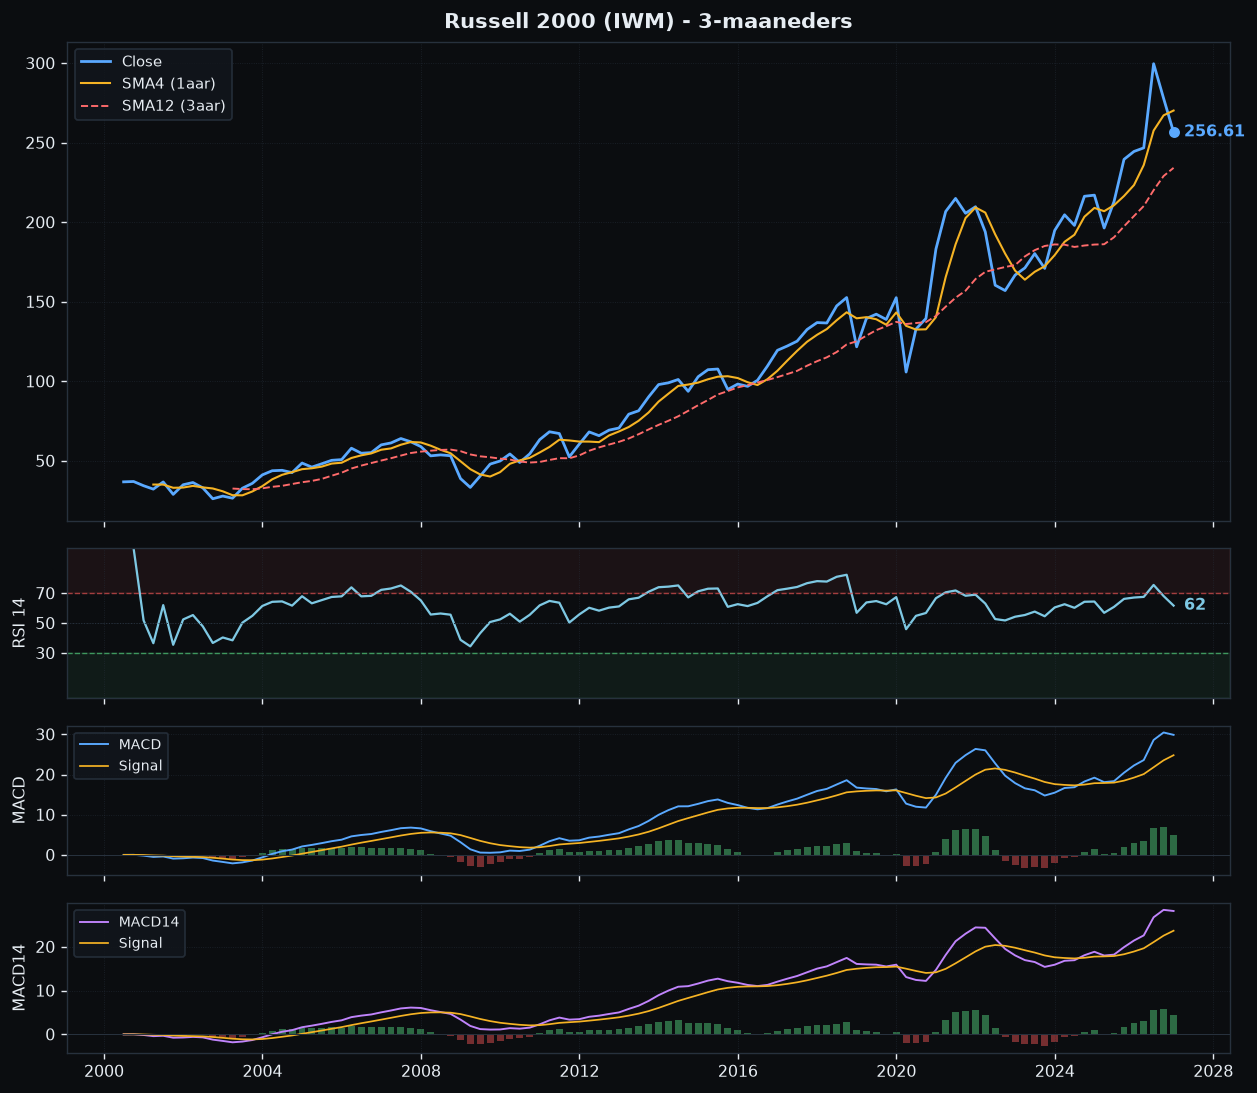 Russell 2000 (IWM) - 3-maaneders
Close
SMA4 (1aar)
SMA12 (3aar)
300
250
200
150
100
50
256.61
RSI 14
70
50
30
62
MACD
30
20
10
0
MACD
Signal
MACD14
20
10
0
MACD14
Signal
2000 2004 2008 2012 2016 2020 2024 2028